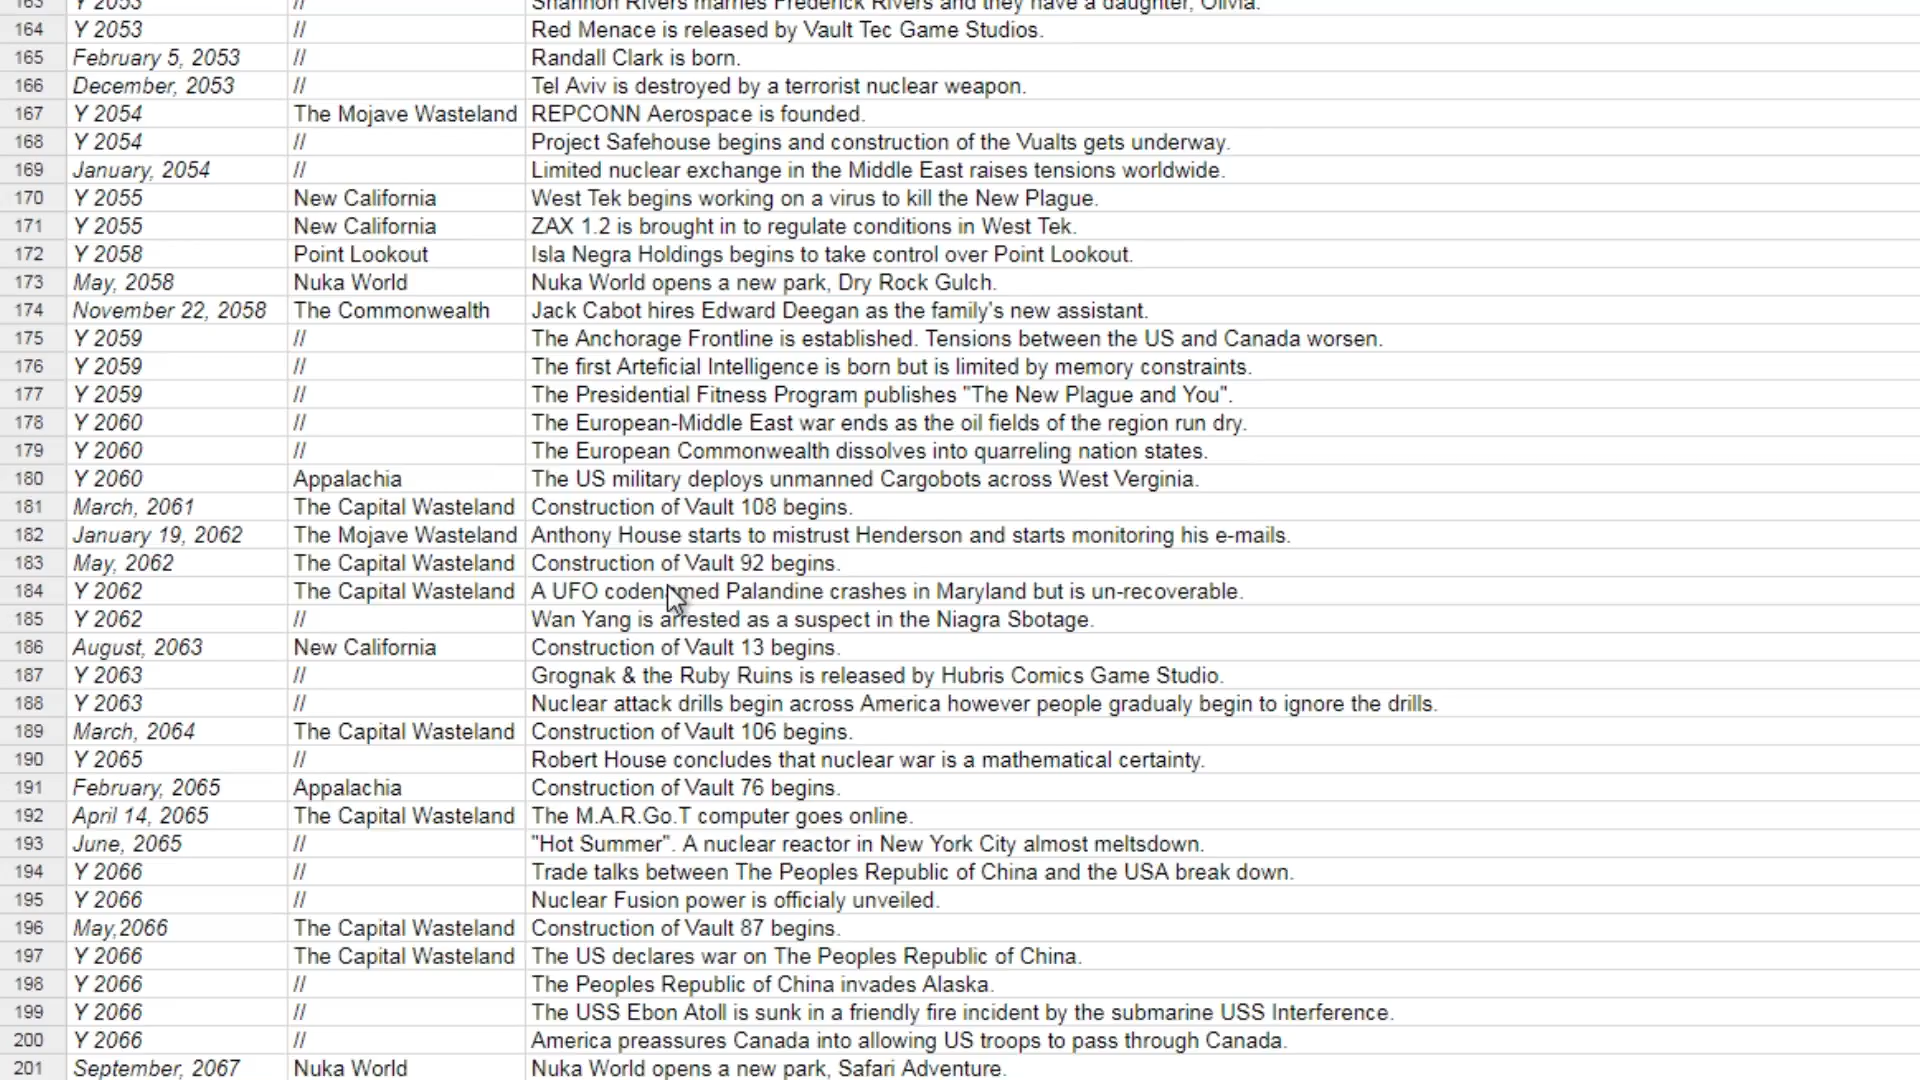 163 Y 2053 // Shannon Rivers marries Frederick Rivers and they have a daughter, Olivia.
164 Y 2053 // Red Menace is released by Vault Tec Game Studios.
165 February 5, 2053 // Randall Clark is born.
166 December, 2053 // Tel Aviv is destroyed by a terrorist nuclear weapon.
167 Y 2054 The Mojave Wasteland REPCONN Aerospace is founded.
168 Y 2054 // Project Safehouse begins and construction of the Vualts gets underway.
169 January, 2054 // Limited nuclear exchange in the Middle East raises tensions worldwide.
170 Y 2055 New California West Tek begins working on a virus to kill the New Plague.
171 Y 2055 New California ZAX 1.2 is brought in to regulate conditions in West Tek.
172 Y 2058 Point Lookout Isla Negra Holdings begins to take control over Point Lookout.
173 May, 2058 Nuka World Nuka World opens a new park, Dry Rock Gulch.
174 November 22, 2058 The Commonwealth Jack Cabot hires Edward Deegan as the family's new assistant.
175 Y 2059 // The Anchorage Frontline is established. Tensions between the US and Canada worsen.
176 Y 2059 // The first Arteficial Intelligence is born but is limited by memory constraints.
177 Y 2059 // The Presidential Fitness Program publishes "The New Plague and You".
178 Y 2060 // The European-Middle East war ends as the oil fields of the region run dry.
179 Y 2060 // The European Commonwealth dissolves into quarreling nation states.
180 Y 2060 Appalachia The US military deploys unmanned Cargobots across West Verginia.
181 March, 2061 The Capital Wasteland Construction of Vault 108 begins.
182 January 19, 2062 The Mojave Wasteland Anthony House starts to mistrust Henderson and starts monitoring his e-mails.
183 May, 2062 The Capital Wasteland Construction of Vault 92 begins.
184 Y 2062 The Capital Wasteland A UFO codenamed Palandine crashes in Maryland but is un-recoverable.
185 Y 2062 // Wan Yang is arrested as a suspect in the Niagra Sbotage.
186 August, 2063 New California Construction of Vault 13 begins.
187 Y 2063 // Grognak & the Ruby Ruins is released by Hubris Comics Game Studio.
188 Y 2063 // Nuclear attack drills begin across America however people gradualy begin to ignore the drills.
189 March, 2064 The Capital Wasteland Construction of Vault 106 begins.
190 Y 2065 // Robert House concludes that nuclear war is a mathematical certainty.
191 February, 2065 Appalachia Construction of Vault 76 begins.
192 April 14, 2065 The Capital Wasteland The M.A.R.Go.T computer goes online.
193 June, 2065 // "Hot Summer". A nuclear reactor in New York City almost meltsdown.
194 Y 2066 // Trade talks between The Peoples Republic of China and the USA break down.
195 Y 2066 // Nuclear Fusion power is officialy unveiled.
196 May,2066 The Capital Wasteland Construction of Vault 87 begins.
197 Y 2066 The Capital Wasteland The US declares war on The Peoples Republic of China.
198 Y 2066 // The Peoples Republic of China invades Alaska.
199 Y 2066 // The USS Ebon Atoll is sunk in a friendly fire incident by the submarine USS Interference.
200 Y 2066 // America preassures Canada into allowing US troops to pass through Canada.
201 September, 2067 Nuka World Nuka World opens a new park, Safari Adventure.